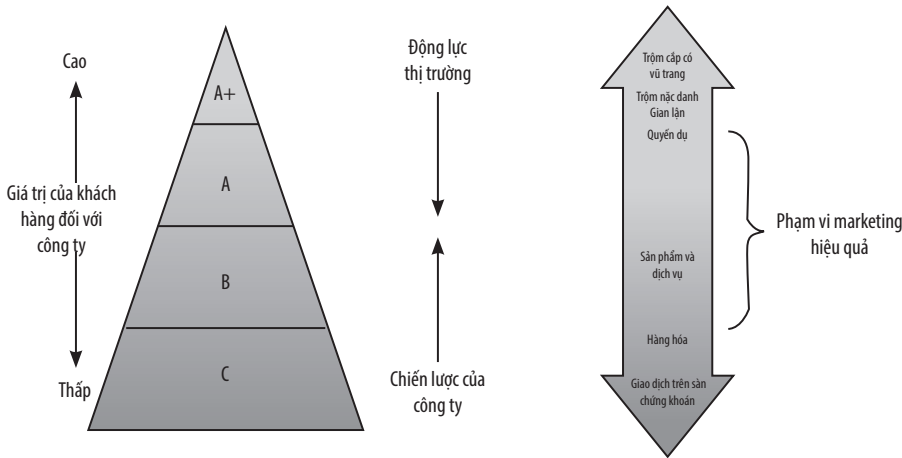 Cao
Giá trị của khách
hàng đối với
công ty
Thấp
A+
A
B
C
Động lực
thị trường
Chiến lược của
công ty
Trộm cắp có
vũ trang
Trộm nặc danh
Gian lận
Quyến dụ
Sản phẩm và
dịch vụ
Hàng hóa
Giao dịch trên sàn
chứng khoán
Phạm vi marketing
hiệu quả